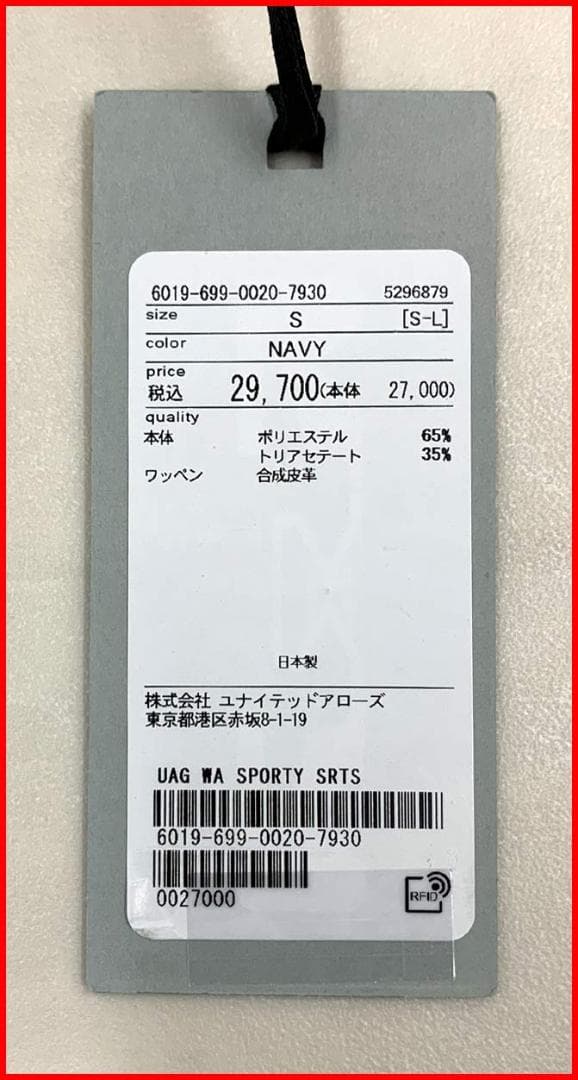 6019-699-0020-7930 5296879
size S [S-L]
color NAVY
price
税込 29,700(本体 27,000)
quality
本体 ポリエステル 65%
トリアセテート 35%
ワッペン 合成皮革
日本製
株式会社 ユナイテッドアローズ
東京都港区赤坂8-1-19
UAG WA SPORTY SRTS
6019-699-0020-7930
0027000
RFID